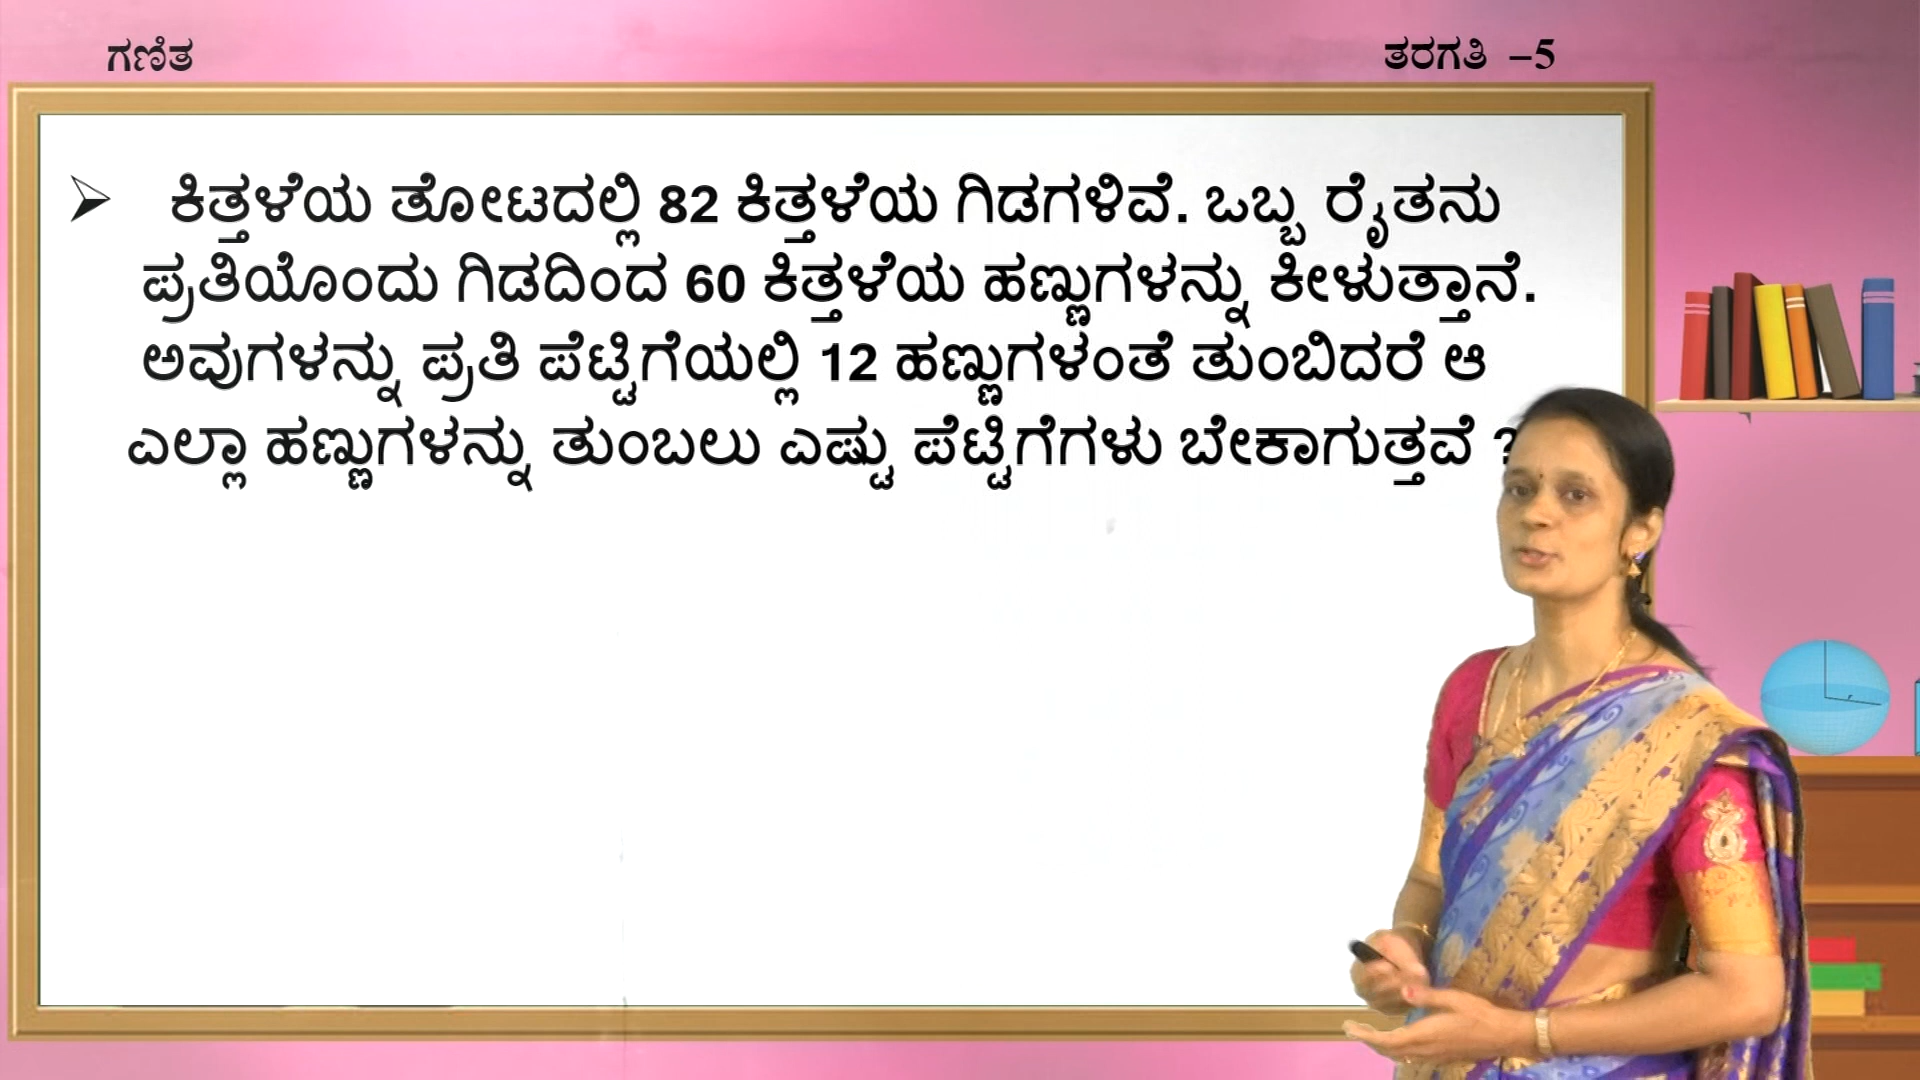 ಗಣಿತ
ತರಗತಿ –5
➢ ಕಿತ್ತಳೆಯ ತೋಟದಲ್ಲಿ 82 ಕಿತ್ತಳೆಯ ಗಿಡಗಳಿವೆ. ಒಬ್ಬ ರೈತನು
ಪ್ರತಿಯೊಂದು ಗಿಡದಿಂದ 60 ಕಿತ್ತಳೆಯ ಹಣ್ಣುಗಳನ್ನು ಕೀಳುತ್ತಾನೆ.
ಅವುಗಳನ್ನು ಪ್ರತಿ ಪೆಟ್ಟಿಗೆಯಲ್ಲಿ 12 ಹಣ್ಣುಗಳಂತೆ ತುಂಬಿದರೆ ಆ
ಎಲ್ಲಾ ಹಣ್ಣುಗಳನ್ನು ತುಂಬಲು ಎಷ್ಟು ಪೆಟ್ಟಿಗೆಗಳು ಬೇಕಾಗುತ್ತವೆ ?